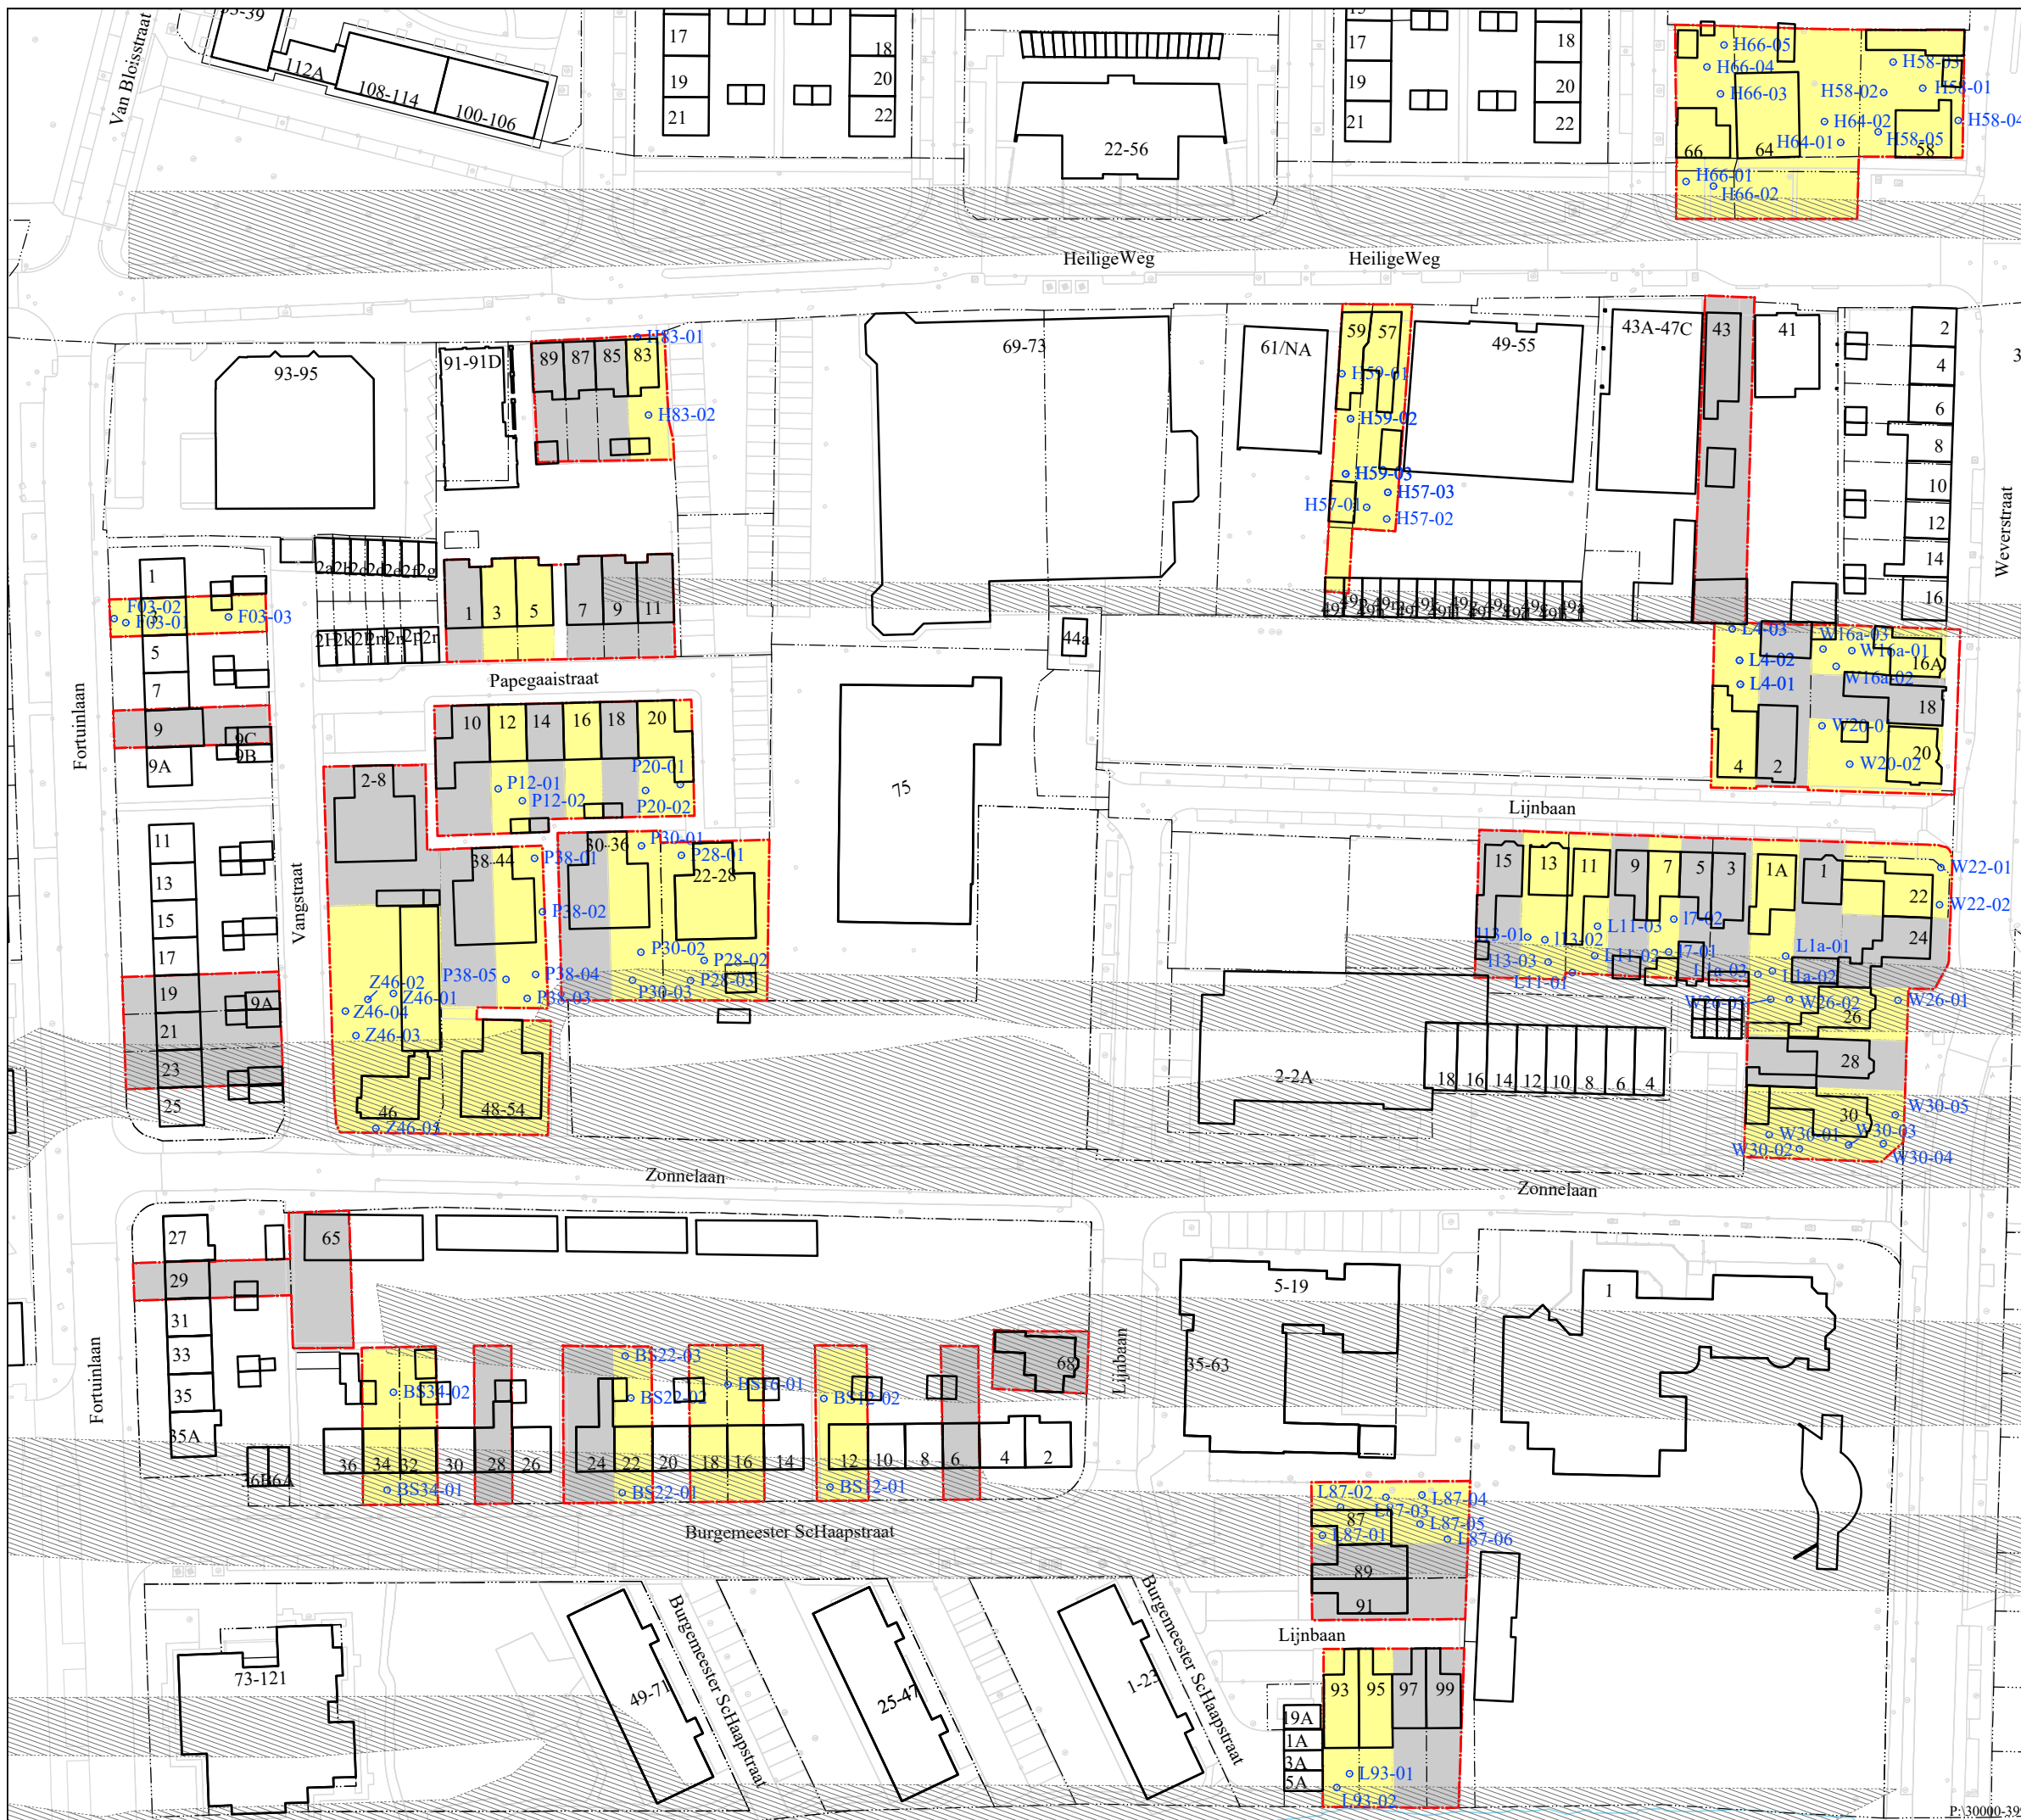 Van Bloisstraat
112A
108-114
100-106
17
19
21
18
20
22
22-56
17
19
21
18
20
22
H66-05
H66-04
H66-03
H58-03
H58-02
H58-01
H64-02
H58-04
H58-05
H64-01
66
64
58
H66-01
H66-02
HeiligeWeg
HeiligeWeg
93-95
91-91D
89
87
85
83
H83-01
H83-02
69-73
61/NA
59
57
49-55
H59-01
H59-02
H59-03
H57-03
H57-01
H57-02
43A-47C
43
41
2
4
6
8
10
12
14
16
Weverstraat
1
3
5
7
9
9A
9C
9B
F03-02
F03-01
F03-03
Fortuinlaan
1
3
5
7
9
11
Papegaaistraat
44a
75
L4-03
L4-02
L4-01
4
2
W16a-03
W16a-01
W16a-02
16A
18
W20-01
W20-02
20
Lijnbaan
10
12
14
16
18
20
P12-01
P12-02
P20-01
P20-02
2-8
38-44
30-36
22-28
P38-01
P38-02
P38-05
P38-04
P38-03
P30-01
P28-01
P30-02
P28-02
P30-03
P28-03
11
13
15
17
19
21
23
25
9A
Vangstraat
Z46-02
Z46-01
Z46-04
Z46-03
46
Z46-05
48-54
15
13
11
9
7
5
3
1A
1
22
24
W22-01
W22-02
I13-01
I13-02
I13-03
L11-03
L11-02
L11-01
I7-02
I7-01
L1a-01
L1a-03
L1a-02
W26-03
W26-02
W26-01
26
28
30
W30-05
W30-01
W30-03
W30-02
W30-04
2-2A
18
16
14
12
10
8
6
4
Zonnelaan
Zonnelaan
27
29
31
33
35
35A
65
Fortuinlaan
68
Lijnbaan
5-19
35-63
1
BS34-02
BS34-01
BS22-03
BS22-02
BS22-01
BS16-01
BS12-02
BS12-01
36
34
32
30
28
26
24
22
20
18
16
14
12
10
8
6
4
2
Burgemeester ScHaapstraat
L87-02
L87-04
L87-03
L87-05
L87-01
L87-06
87
89
91
Lijnbaan
73-121
49-71
Burgemeester ScHaapstraat
25-47
1-23
Burgemeester ScHaapstraat
19A
1A
3A
5A
93
95
97
99
L93-01
L93-02